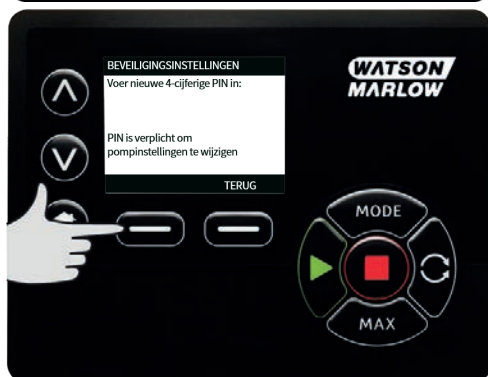 BEVEILIGINGSINSTELLINGEN
Voer nieuwe 4-cijferige PIN in:
PIN is verplicht om
pompinstellingen te wijzigen
TERUG
WATSON
MARLOW
MODE
MAX